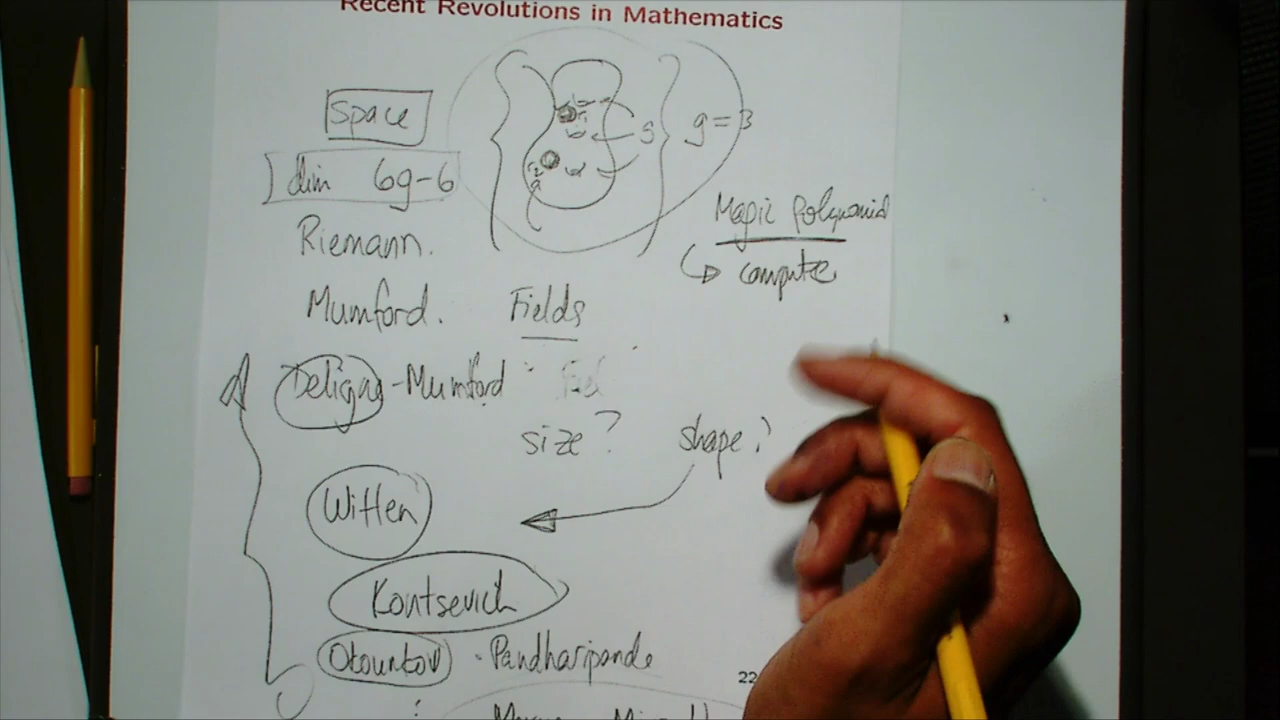 Recent Revolutions in Mathematics
Space
g = 3
dim 6g-6
Magic Polynomial
Riemann.
↳ compute
Mumford. Fields
Deligne-Mumford
size? shape?
Witten
Kontsevich
Okounkov - Pandharipande
22